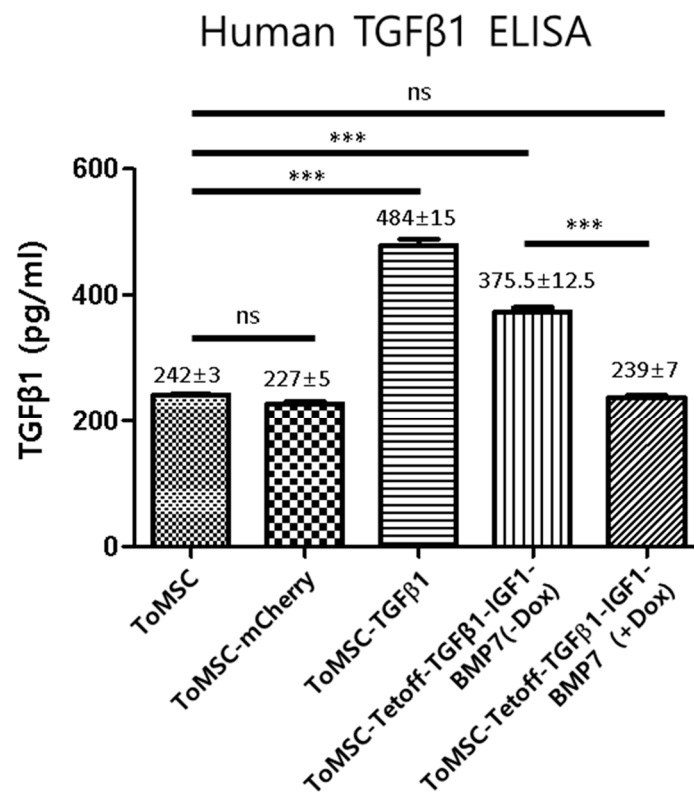 Human TGFβ1 ELISA
ns
***
***
600
484±15
***
375.5±12.5
400
TGFβ1 (pg/ml)
ns
242±3
227±5
239±7
200
0
ToMSC
ToMSC-mCherry
ToMSC-TGFβ1
ToMSC-Tetoff-TGFβ1-IGF1-
BMP7(-Dox)
ToMSC-Tetoff-TGFβ1-IGF1-
BMP7 (+Dox)